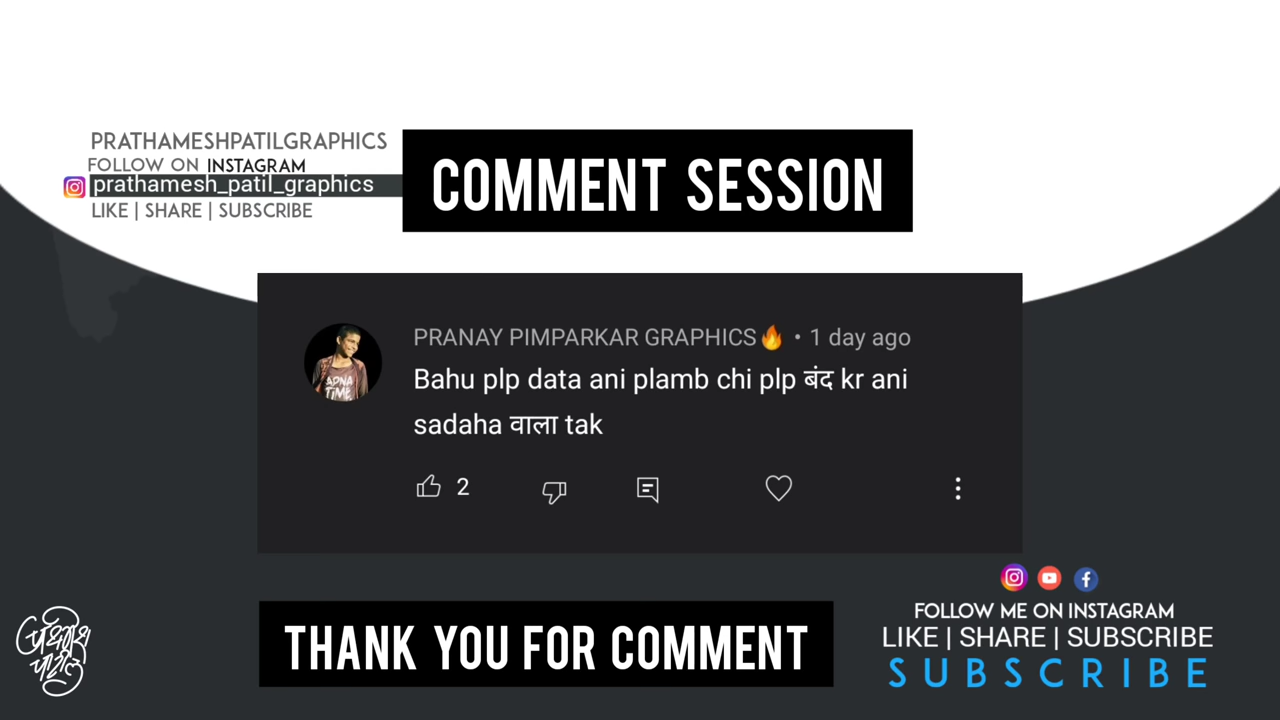 PRATHAMESHPATILGRAPHICS
FOLLOW ON INSTAGRAM
prathamesh_patil_graphics
LIKE | SHARE | SUBSCRIBE
COMMENT SESSION
PRANAY PIMPARKAR GRAPHICS🔥 • 1 day ago
Bahu plp data ani plamb chi plp बंद kr ani
sadaha वाला tak
2
APNA
TIME
THANK YOU FOR COMMENT
FOLLOW ME ON INSTAGRAM
LIKE | SHARE | SUBSCRIBE
SUBSCRIBE